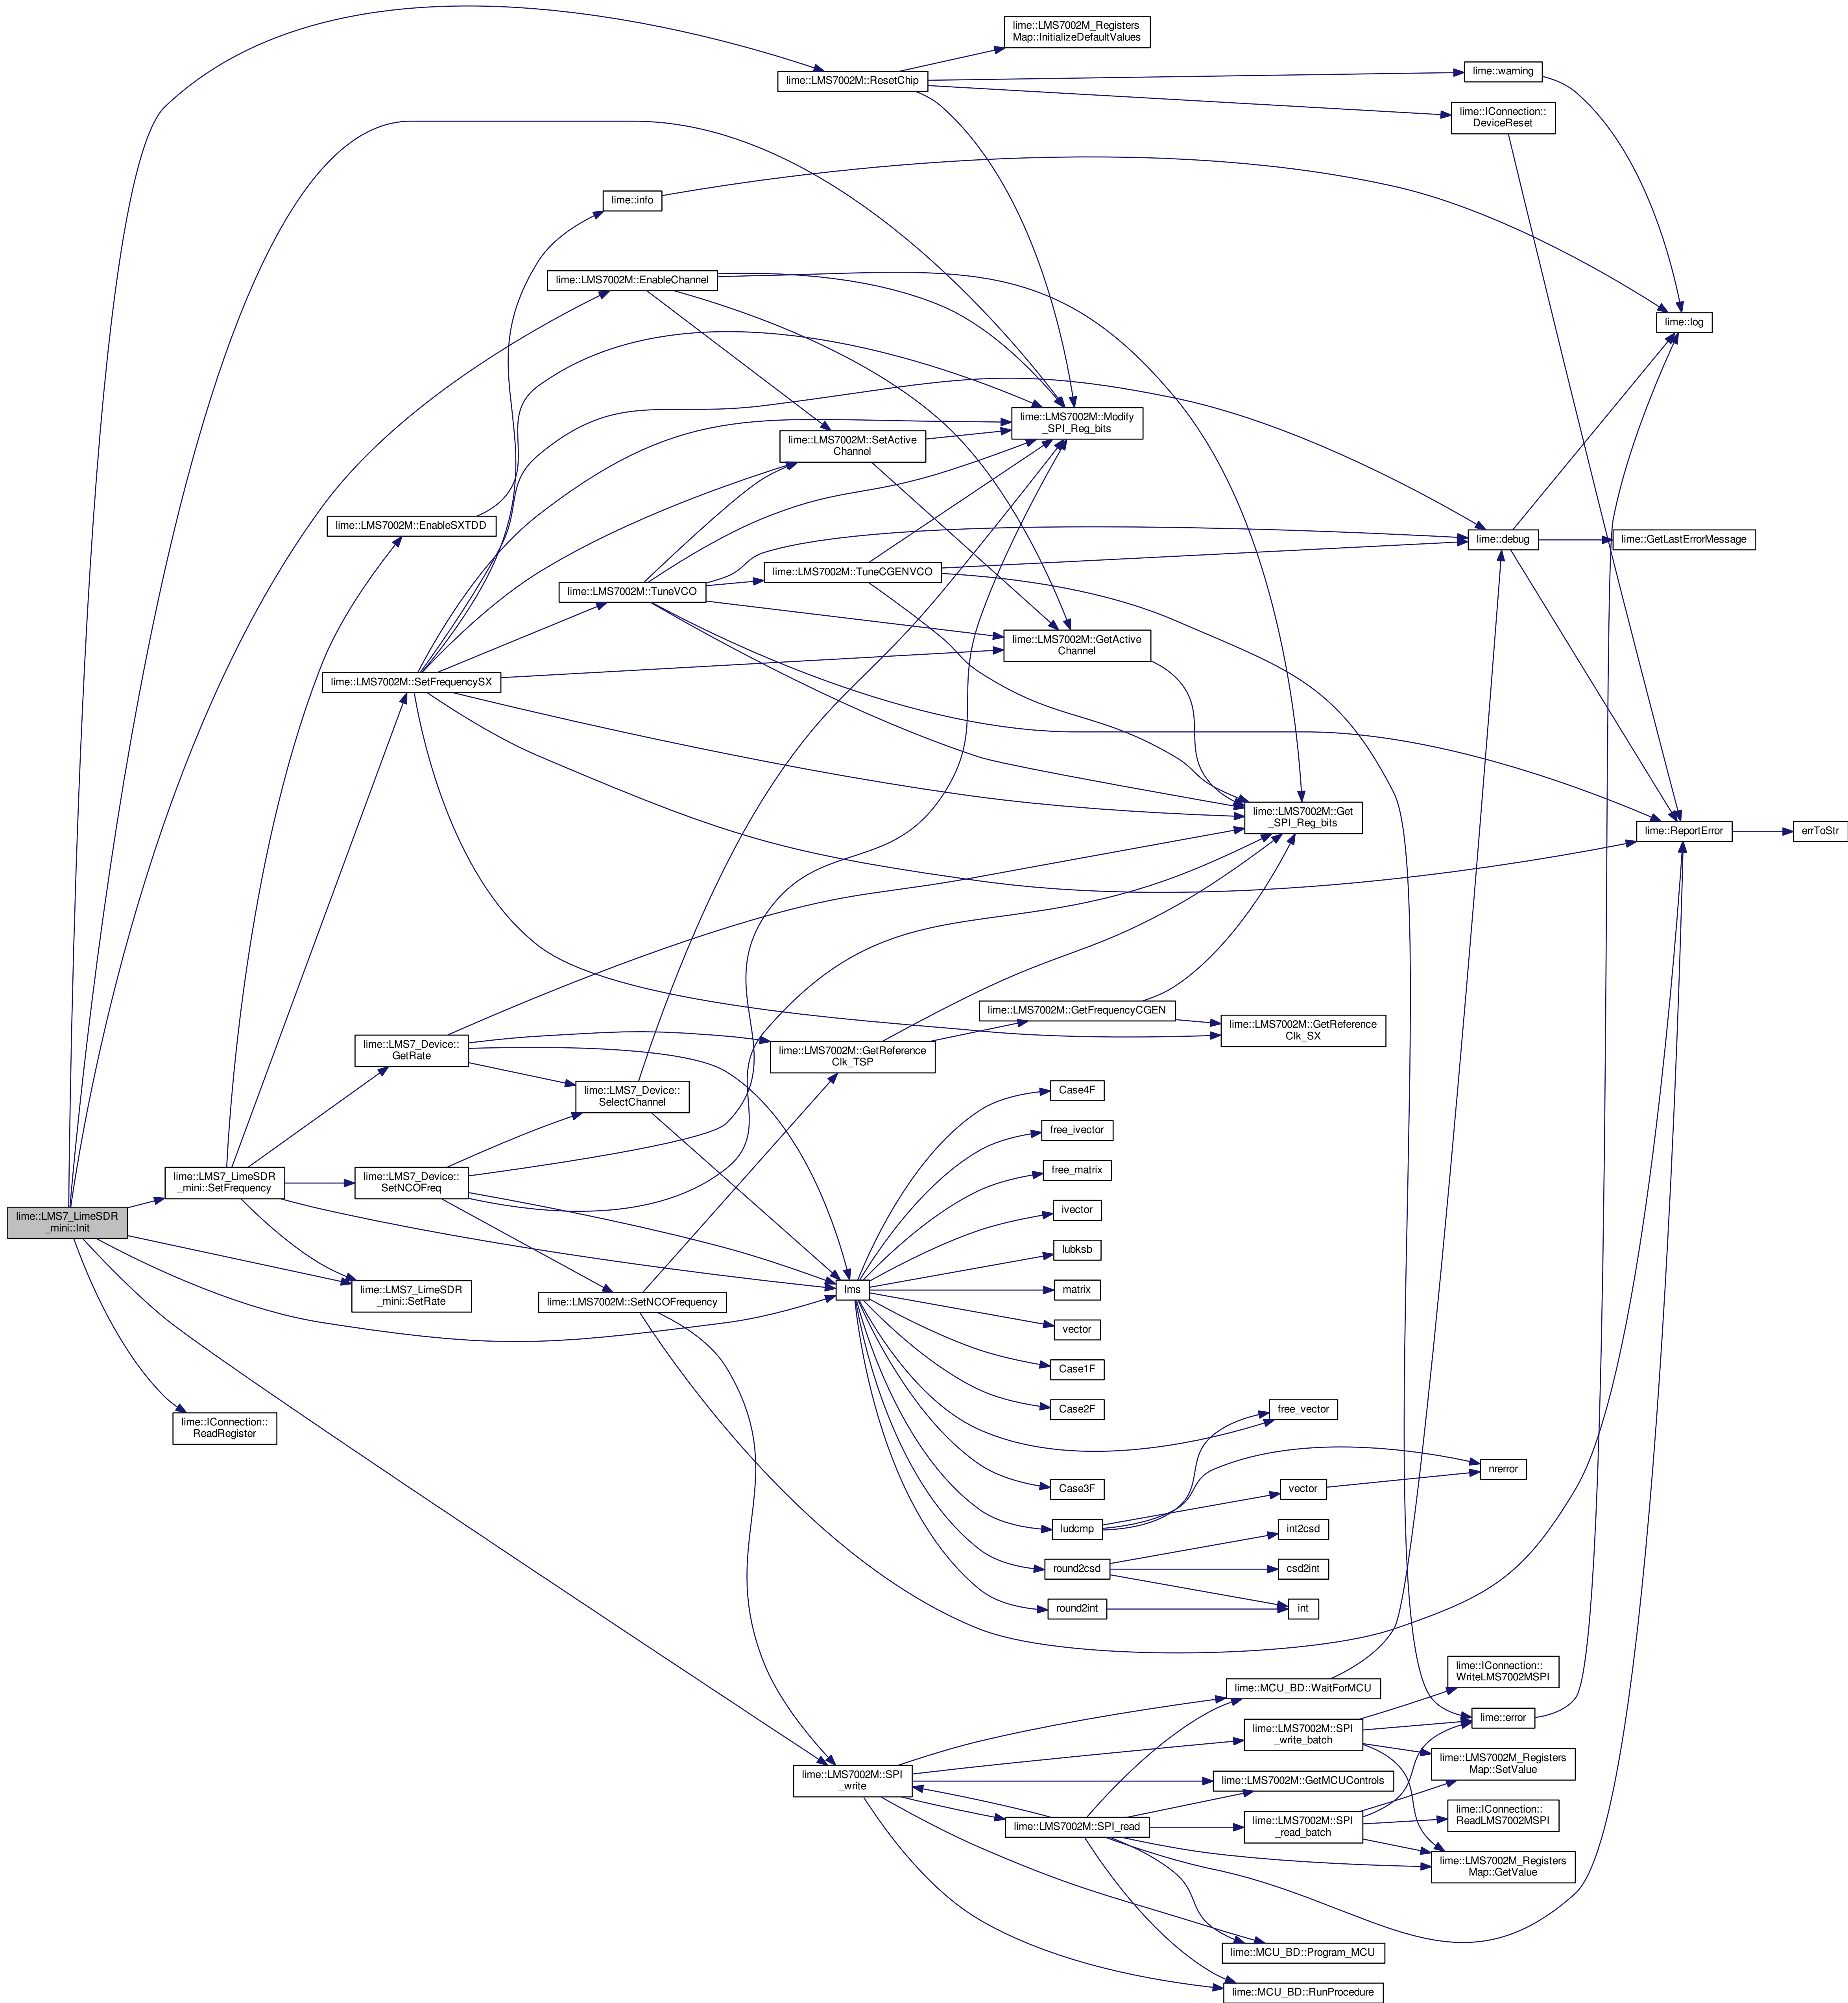 lime::LMS7002M_Registers
Map::InitializeDefaultValues
lime::LMS7002M::ResetChip
lime::warning
lime::IConnection::
DeviceReset
lime::info
lime::LMS7002M::EnableChannel
lime::log
lime::LMS7002M::Modify
_SPI_Reg_bits
lime::LMS7002M::SetActive
Channel
lime::LMS7002M::EnableSXTDD
lime::debug
lime::GetLastErrorMessage
lime::LMS7002M::TuneCGENVCO
lime::LMS7002M::TuneVCO
lime::LMS7002M::GetActive
Channel
lime::LMS7002M::SetFrequencySX
lime::LMS7002M::Get
_SPI_Reg_bits
lime::ReportError
errToStr
lime::LMS7002M::GetFrequencyCGEN
lime::LMS7002M::GetReference
Clk_SX
lime::LMS7_Device::
GetRate
lime::LMS7002M::GetReference
Clk_TSP
lime::LMS7_Device::
SelectChannel
Case4F
free_ivector
free_matrix
lime::LMS7_LimeSDR
_mini::SetFrequency
lime::LMS7_Device::
SetNCOFreq
ivector
lime::LMS7_LimeSDR
_mini::Init
lubksb
lime::LMS7_LimeSDR
_mini::SetRate
lime::LMS7002M::SetNCOFrequency
lms
matrix
vector
Case1F
Case2F
free_vector
lime::IConnection::
ReadRegister
nrerror
Case3F
vector
ludcmp
int2csd
round2csd
csd2int
round2int
int
lime::IConnection::
WriteLMS7002MSPI
lime::MCU_BD::WaitForMCU
lime::error
lime::LMS7002M::SPI
_write_batch
lime::LMS7002M_Registers
Map::SetValue
lime::LMS7002M::SPI
_write
lime::LMS7002M::GetMCUControls
lime::LMS7002M::SPI_read
lime::LMS7002M::SPI
_read_batch
lime::IConnection::
ReadLMS7002MSPI
lime::LMS7002M_Registers
Map::GetValue
lime::MCU_BD::Program_MCU
lime::MCU_BD::RunProcedure